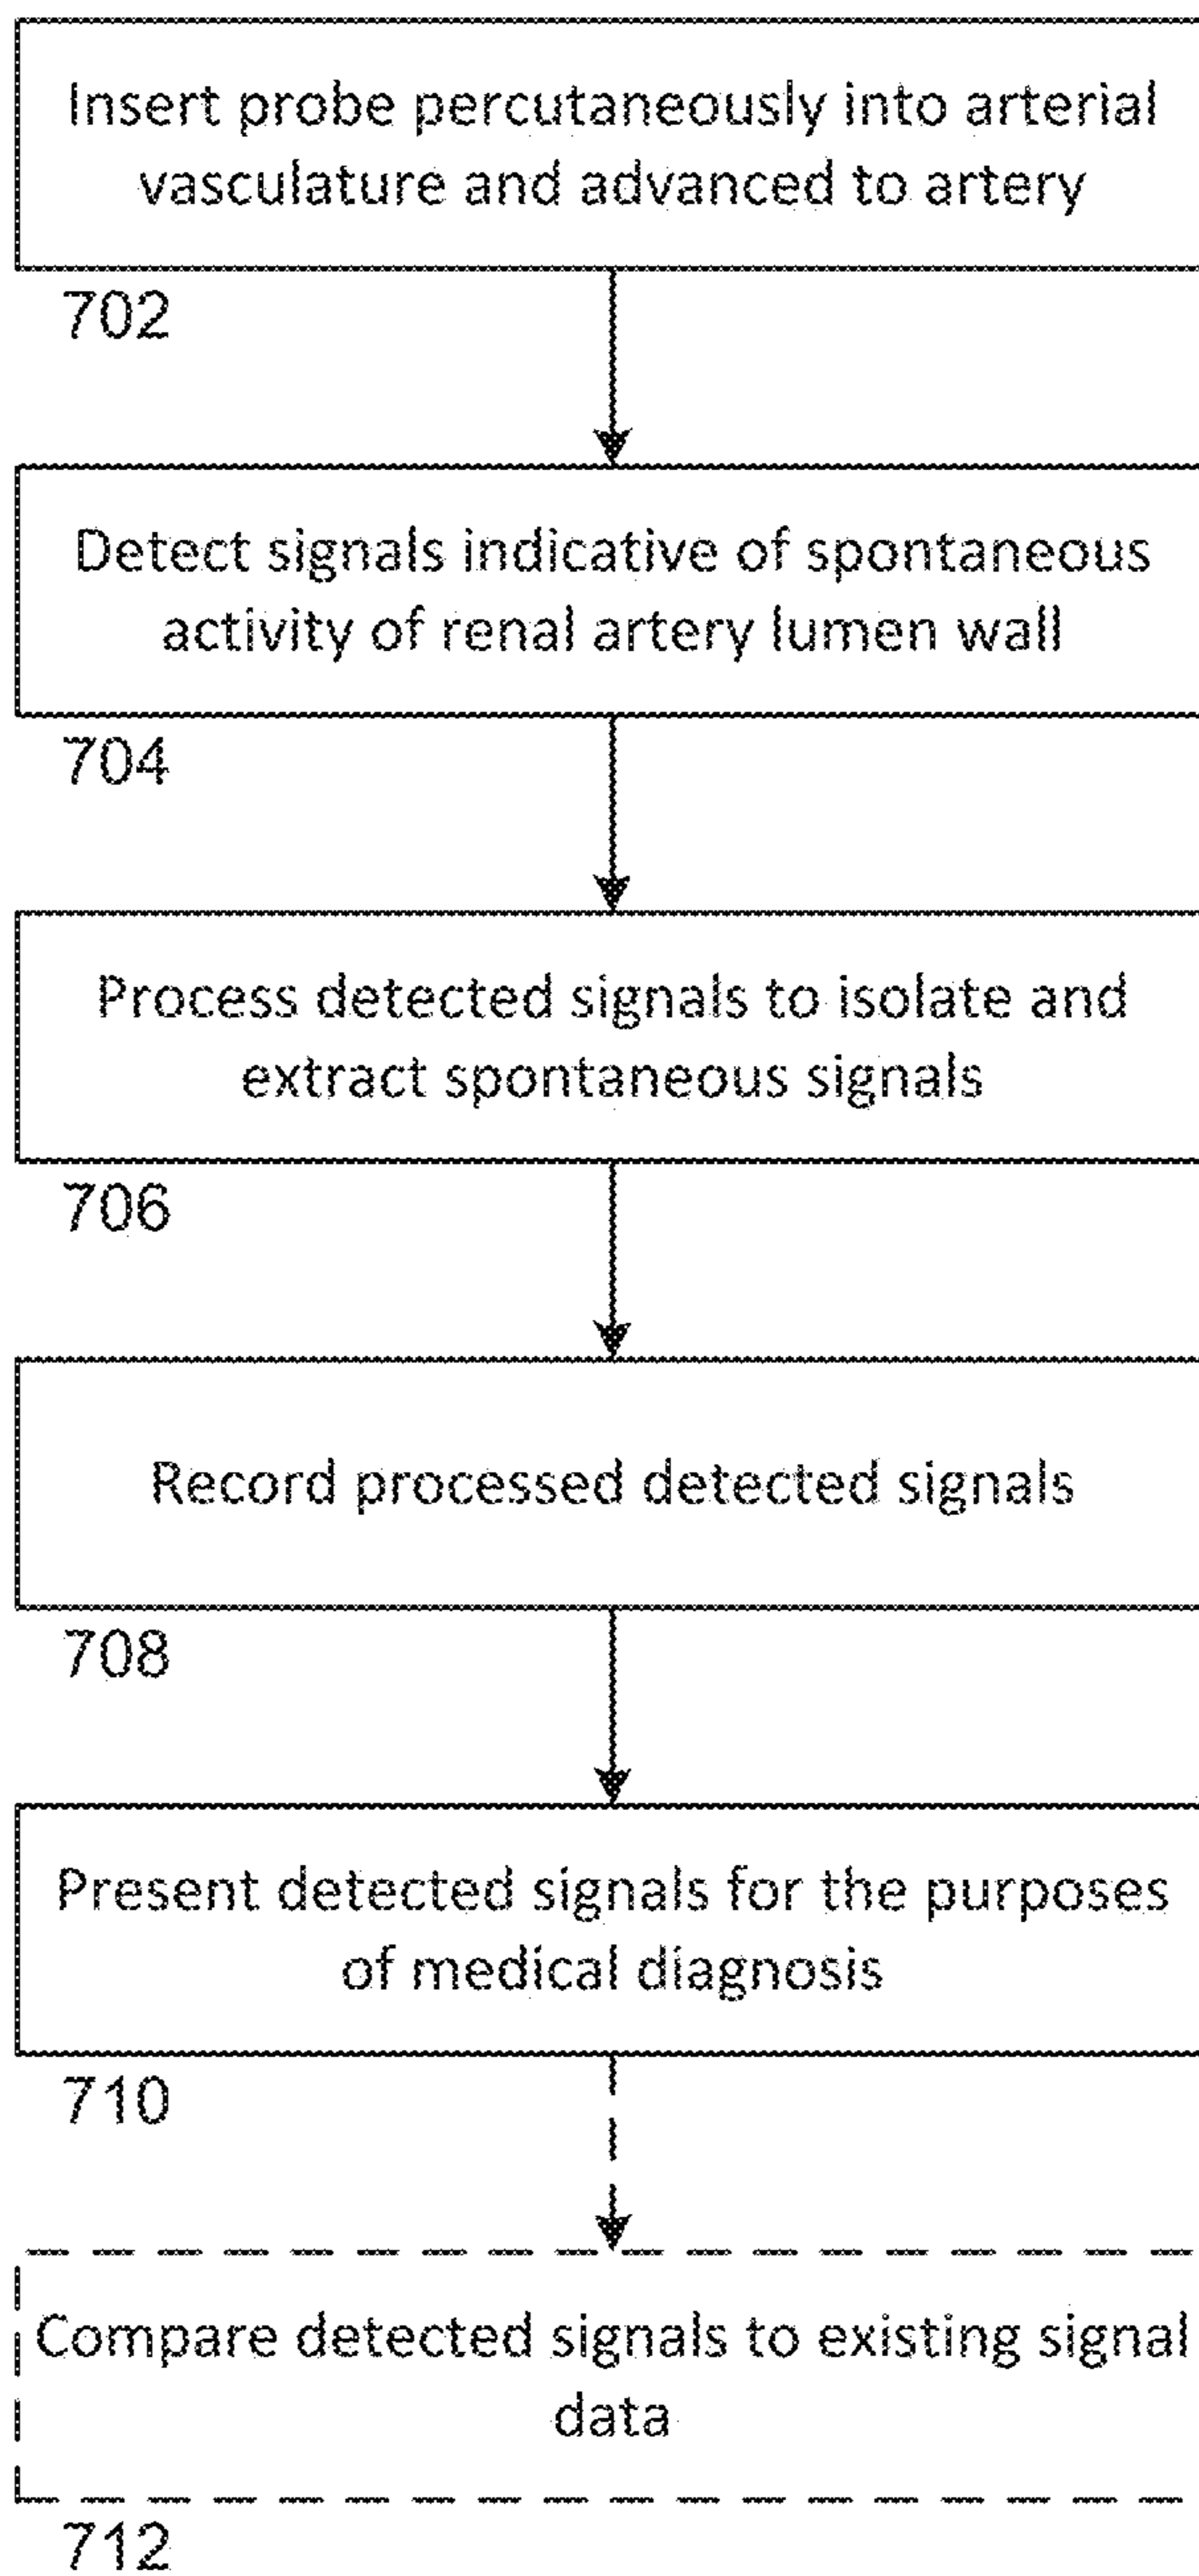 Insert probe percutaneously into arterial
vasculature and advanced to artery
702
Detect signals indicative of spontaneous
activity of renal artery lumen wall
704
Process detected signals to isolate and
extract spontaneous signals
706
Record processed detected signals
708
Present detected signals for the purposes
of medical diagnosis
710
Compare detected signals to existing signal
data
712